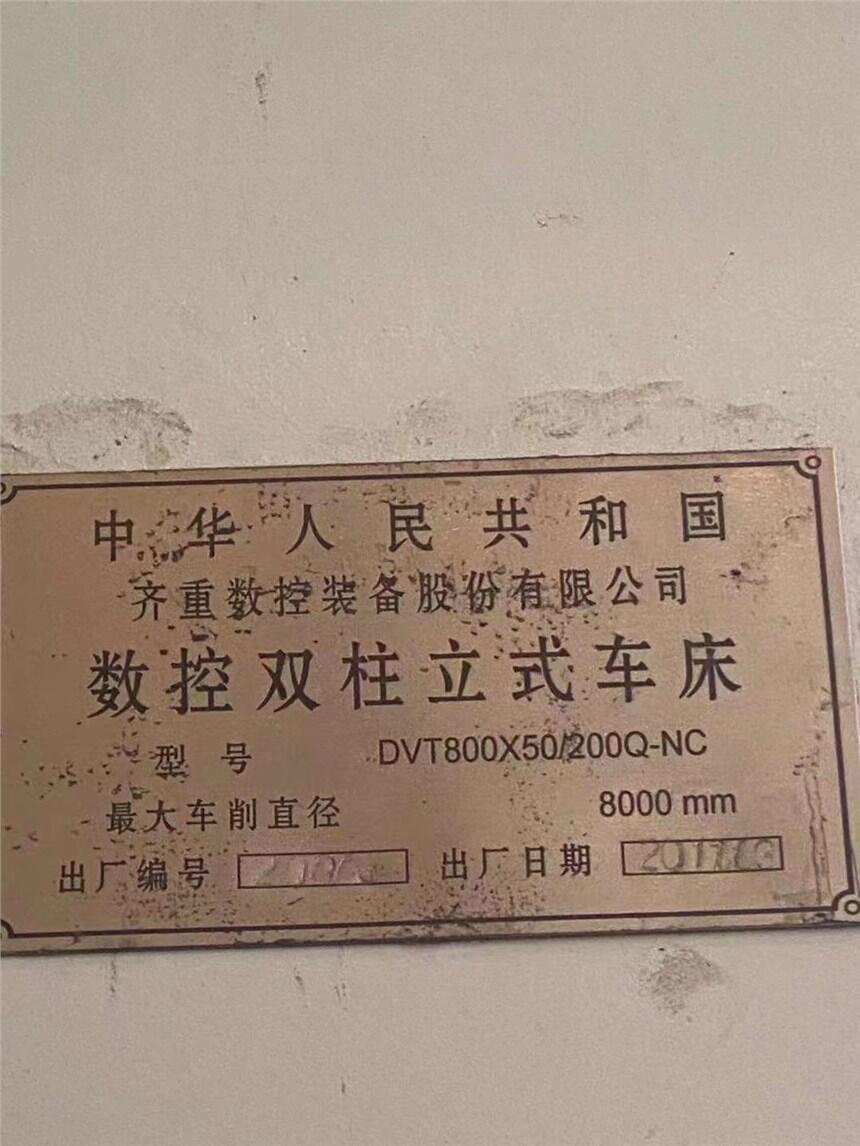 中华人民共和国
齐重数控装备股份有限公司
数控双柱立式车床
型号 DVT800X50/200Q-NC
最大车削直径 8000 mm
出厂编号 出厂日期